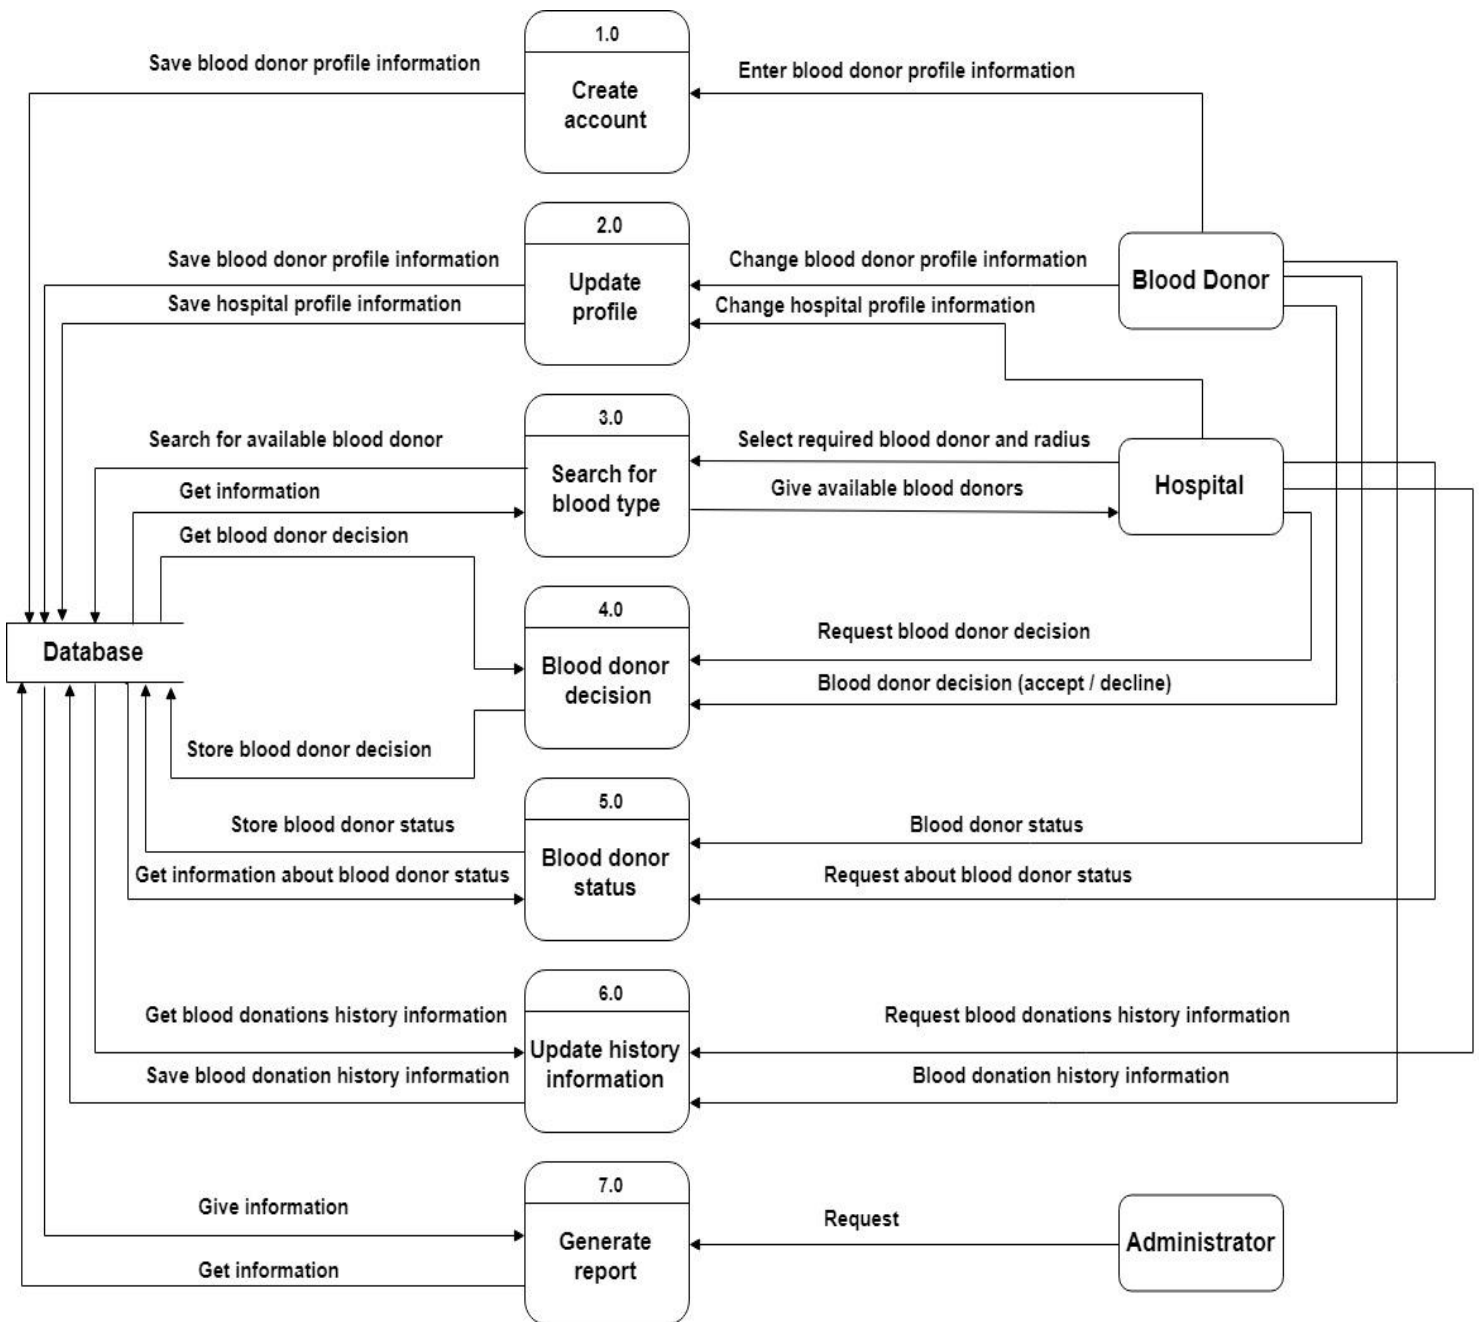 1.0
Save blood donor profile information
Enter blood donor profile information
Create
account
2.0
Save blood donor profile information
Change blood donor profile information
Blood Donor
Update
profile
Save hospital profile information
Change hospital profile information
3.0
Search for available blood donor
Select required blood donor and radius
Search for
blood type
Hospital
Get information
Give available blood donors
Get blood donor decision
4.0
Request blood donor decision
Database
Blood donor
decision
Blood donor decision (accept / decline)
Store blood donor decision
5.0
Store blood donor status
Blood donor status
Blood donor
status
Get information about blood donor status
Request about blood donor status
6.0
Get blood donations history information
Request blood donations history information
Update history
information
Save blood donation history information
Blood donation history information
7.0
Give information
Request
Generate
report
Administrator
Get information